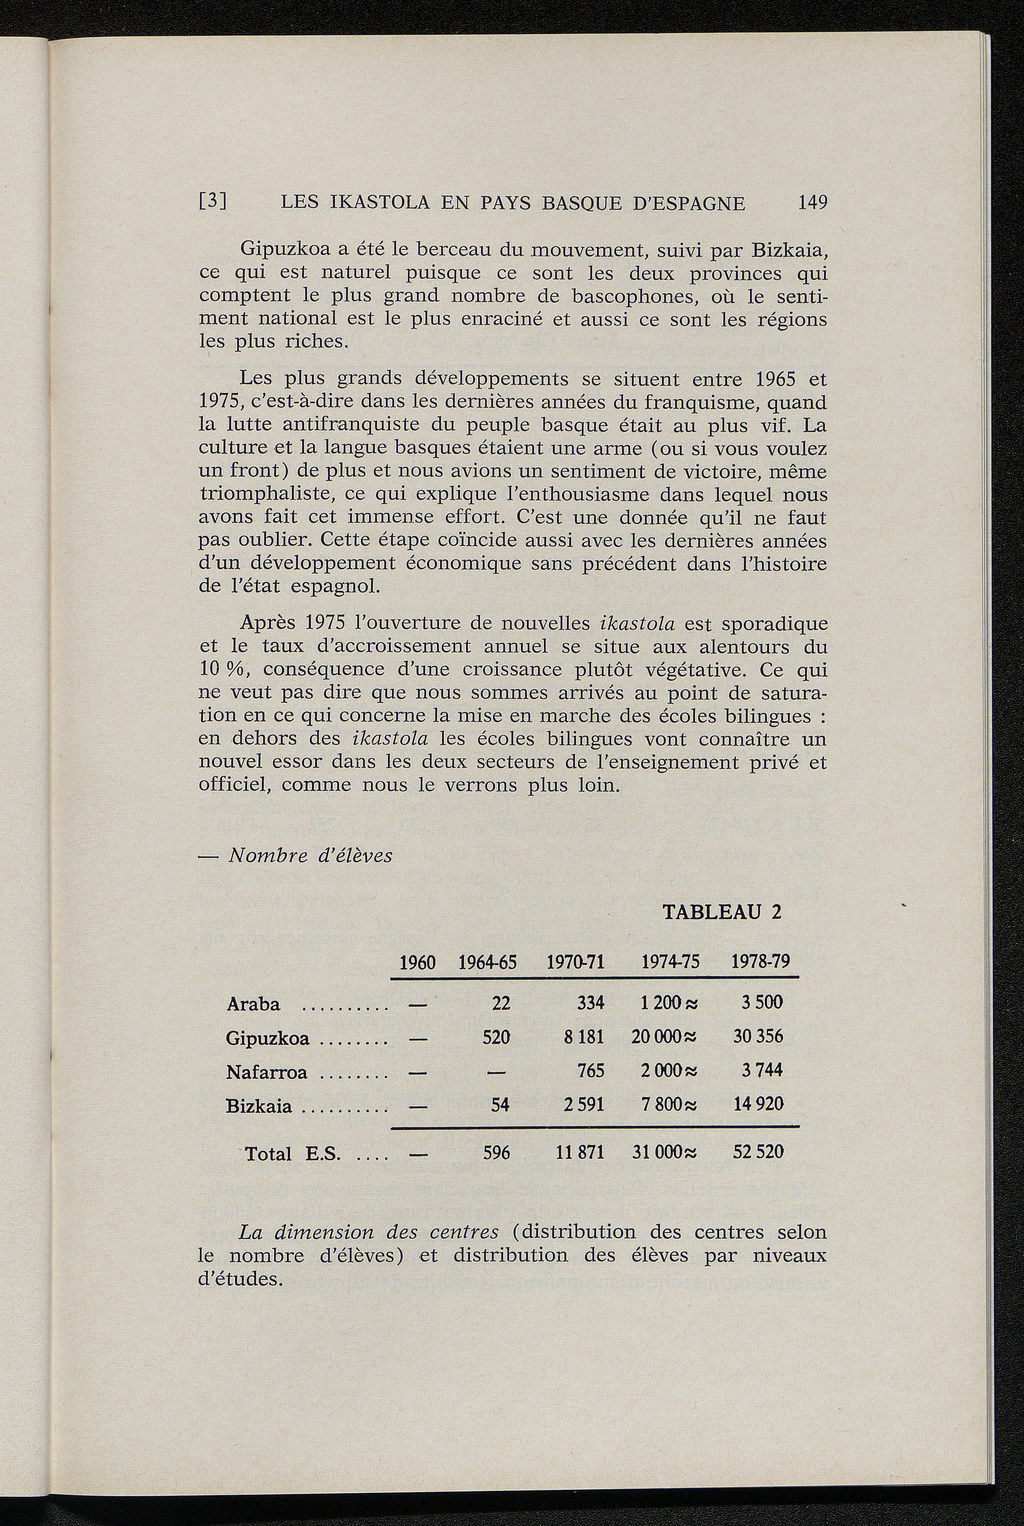 [3] LES IKASTOLA EN PAYS BASQUE D'ESPAGNE 149
Gipuzkoa a été le berceau du mouvement, suivi par Bizkaia,
ce qui est naturel puisque ce sont les deux provinces qui
comptent le plus grand nombre de bascophones, où le senti-
ment national est le plus enraciné et aussi ce sont les régions
les plus riches.
Les plus grands développements se situent entre 1965 et
1975, c'est-à-dire dans les dernières années du franquisme, quand
la lutte antifranquiste du peuple basque était au plus vif. La
culture et la langue basques étaient une arme (ou si vous voulez
un front) de plus et nous avions un sentiment de victoire, même
triomphaliste, ce qui explique l'enthousiasme dans lequel nous
avons fait cet immense effort. C'est une donnée qu'il ne faut
pas oublier. Cette étape coïncide aussi avec les dernières années
d'un développement économique sans précédent dans l'histoire
de l'état espagnol.
Après 1975 l'ouverture de nouvelles ikastola est sporadique
et le taux d'accroissement annuel se situe aux alentours du
10 %, conséquence d'une croissance plutôt végétative. Ce qui
ne veut pas dire que nous sommes arrivés au point de satura-
tion en ce qui concerne la mise en marche des écoles bilingues :
en dehors des ikastola les écoles bilingues vont connaître un
nouvel essor dans les deux secteurs de l'enseignement privé et
officiel, comme nous le verrons plus loin.
— Nombre d'élèves
TABLEAU 2
1960 1964-65 1970-71 1974-75 1978-79
Araba .......... — 22 334 1 200≈ 3 500
Gipuzkoa ........ — 520 8 181 20 000≈ 30 356
Nafarroa ........ — — 765 2 000≈ 3 744
Bizkaia .......... — 54 2 591 7 800≈ 14 920
Total E.S. .... — 596 11 871 31 000≈ 52 520
La dimension des centres (distribution des centres selon
le nombre d'élèves) et distribution des élèves par niveaux
d'études.